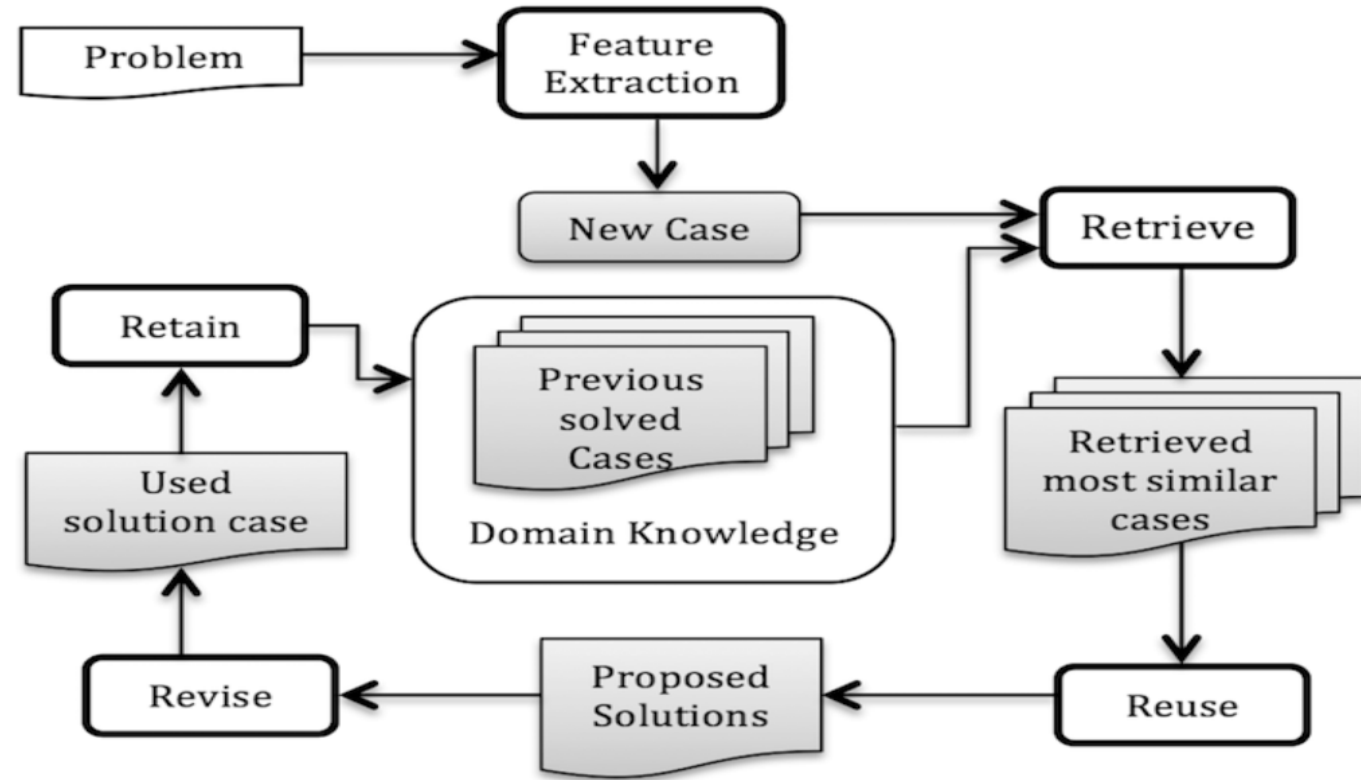 Problem
Feature
Extraction
New Case
Retrieve
Retain
Previous
solved
Cases
Domain Knowledge
Retrieved
most similar
cases
Used
solution case
Revise
Proposed
Solutions
Reuse